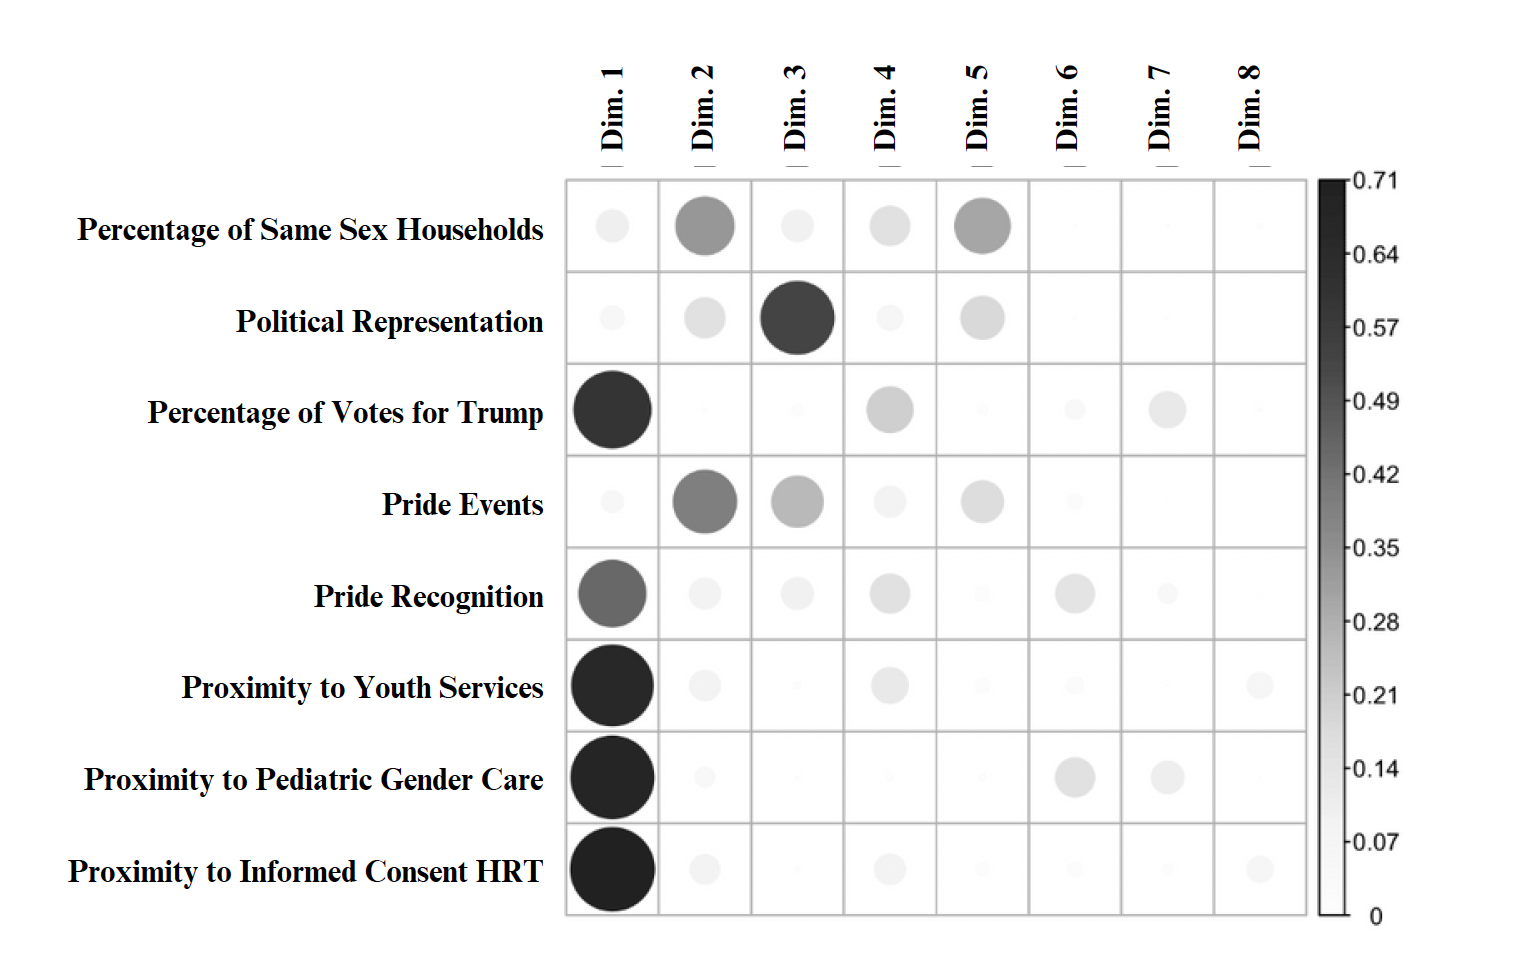 Dim. 1
Dim. 2
Dim. 3
Dim. 4
Dim. 5
Dim. 6
Dim. 7
Dim. 8
Percentage of Same Sex Households
Political Representation
Percentage of Votes for Trump
Pride Events
Pride Recognition
Proximity to Youth Services
Proximity to Pediatric Gender Care
Proximity to Informed Consent HRT
0.71
0.64
0.57
0.49
0.42
0.35
0.28
0.21
0.14
0.07
0